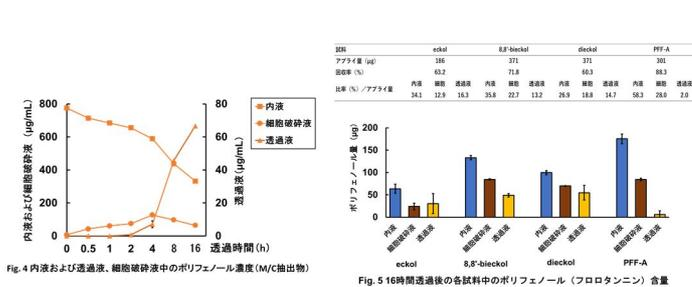 試料 eckol 8,8'-bieckol dieckol PFF-A
アプライ量 (μg) 186 371 371 301
回収率 (%) 63.2 71.8 60.3 88.3
比率 (%) ／アプライ量 内液 細胞 透過液 内液 細胞 透過液 内液 細胞 透過液 内液 細胞 透過液
34.1 12.9 16.3 35.8 22.7 13.2 26.9 18.8 14.7 58.3 28.0 2.0
内液および細胞破砕液 (μg/mL)
800
600
400
200
0
80
60
40
20
0
透過液 (μg/mL)
内液
細胞破砕液
透過液
0 0.5 1 2 4 8 16 透過時間(h)
Fig. 4 内液および透過液、細胞破砕液中のポリフェノール濃度(M/C抽出物)
ポリフェノール量 (μg)
200
150
100
50
0
内液 細胞破砕液 透過液 内液 細胞破砕液 透過液 内液 細胞破砕液 透過液 内液 細胞破砕液 透過液
eckol 8,8'-bieckol dieckol PFF-A
Fig. 5 16時間透過後の各試料中のポリフェノール（フロロタンニン）含量